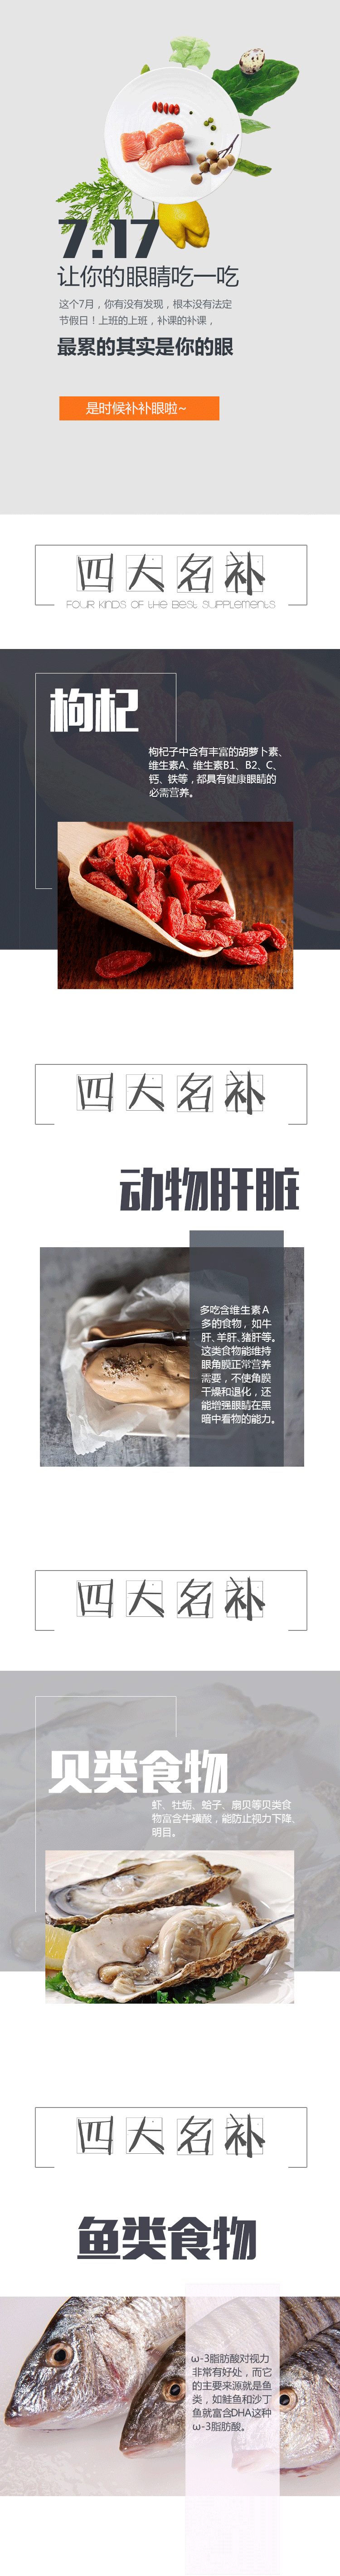 7.17
让你的眼睛吃一吃
这个7月，你有没有发现，根本没有法定
节假日！上班的上班，补课的补课，
最累的其实是你的眼
是时候补补眼啦~
四大名补
FOUR KINDS OF THE BEST SUPPLEMENTS
枸杞
枸杞子中含有丰富的胡萝卜素、
维生素A、维生素B1、B2、C、
钙、铁等，都具有健康眼睛的
必需营养。
四大名补
动物肝脏
多吃含维生素A
多的食物，如牛
肝、羊肝、猪肝等。
这类食物能维持
眼角膜正常营养
需要，不使角膜
干燥和退化，还
能增强眼睛在黑
暗中看物的能力。
四大名补
贝类食物
虾、牡蛎、蛤子、扇贝等贝类食
物富含牛磺酸，能防止视力下降、
明目。
四大名补
鱼类食物
ω-3脂肪酸对视力
非常有好处，而它
的主要来源就是鱼
类，如鲑鱼和沙丁
鱼就富含DHA这种
ω-3脂肪酸。